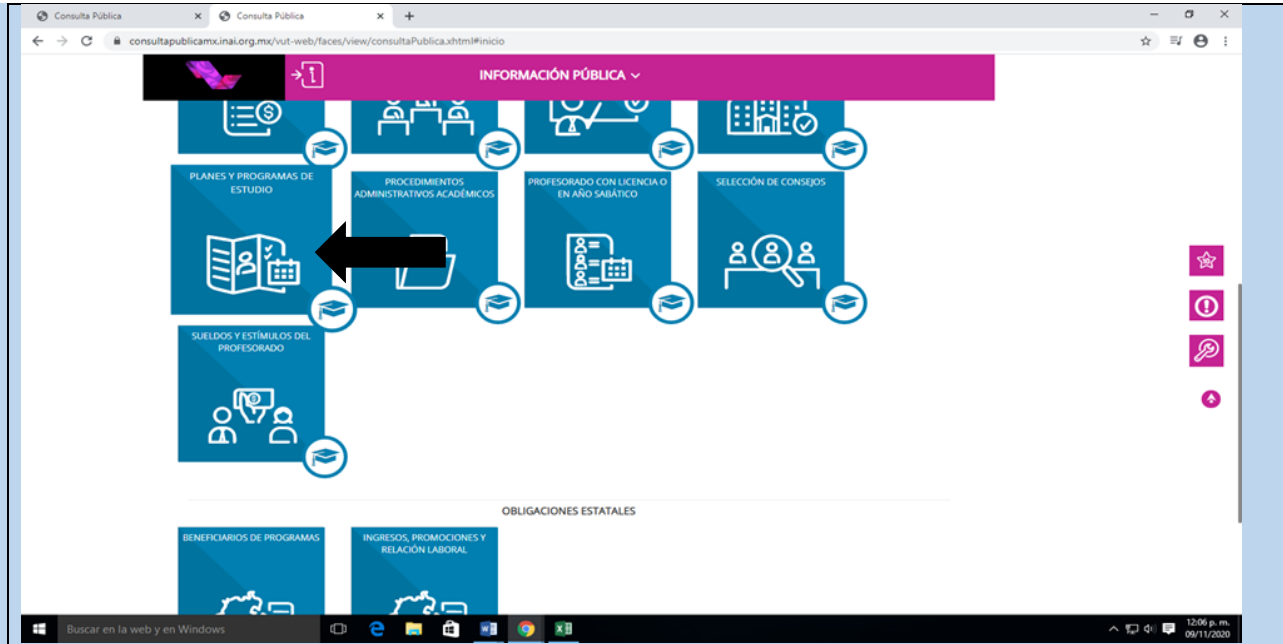 Consulta Pública
Consulta Pública
consultapublicamx.inai.org.mx/vut-web/faces/view/consultaPublica.xhtml#inicio
INFORMACIÓN PÚBLICA
PLANES Y PROGRAMAS DE
ESTUDIO
PROCEDIMIENTOS
ADMINISTRATIVOS ACADÉMICOS
PROFESORADO CON LICENCIA O
EN AÑO SABÁTICO
SELECCIÓN DE CONSEJOS
SUELDOS Y ESTÍMULOS DEL
PROFESORADO
OBLIGACIONES ESTATALES
BENEFICIARIOS DE PROGRAMAS
INGRESOS, PROMOCIONES Y
RELACIÓN LABORAL
Buscar en la web y en Windows
12:06 p. m.
09/11/2020